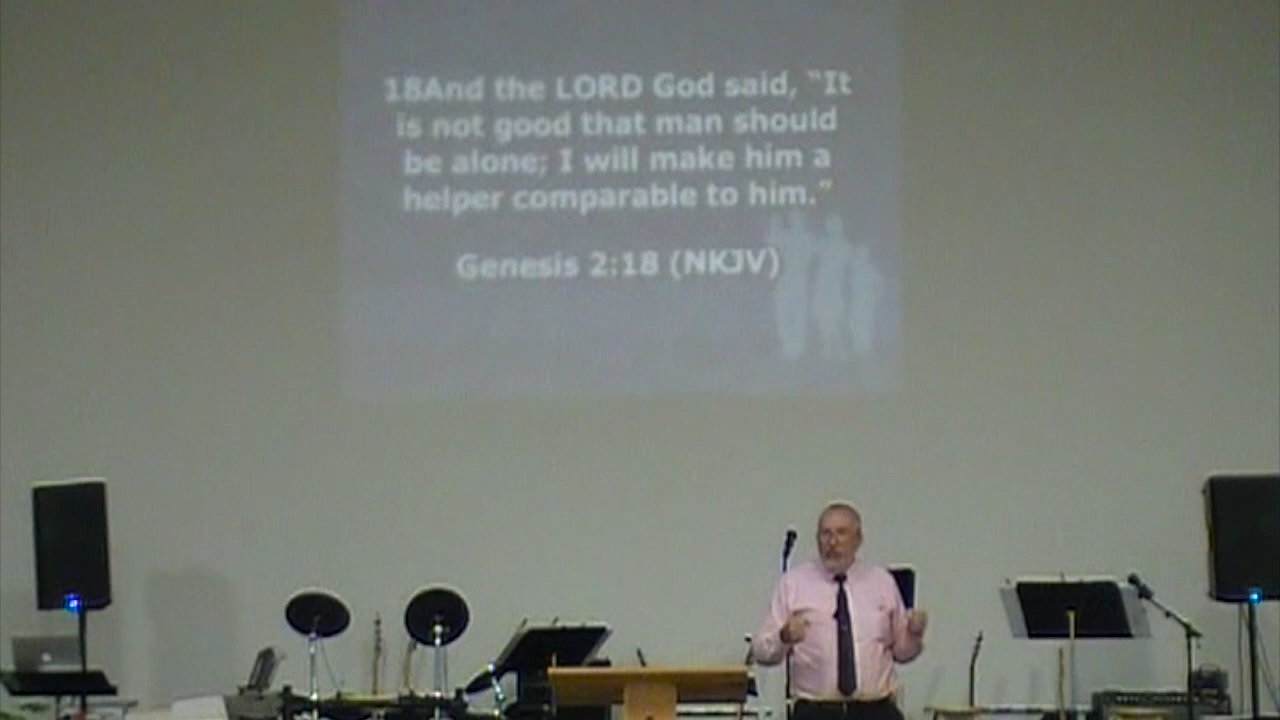 18And the LORD God said, “It
is not good that man should
be alone; I will make him a
helper comparable to him.”
Genesis 2:18 (NKJV)